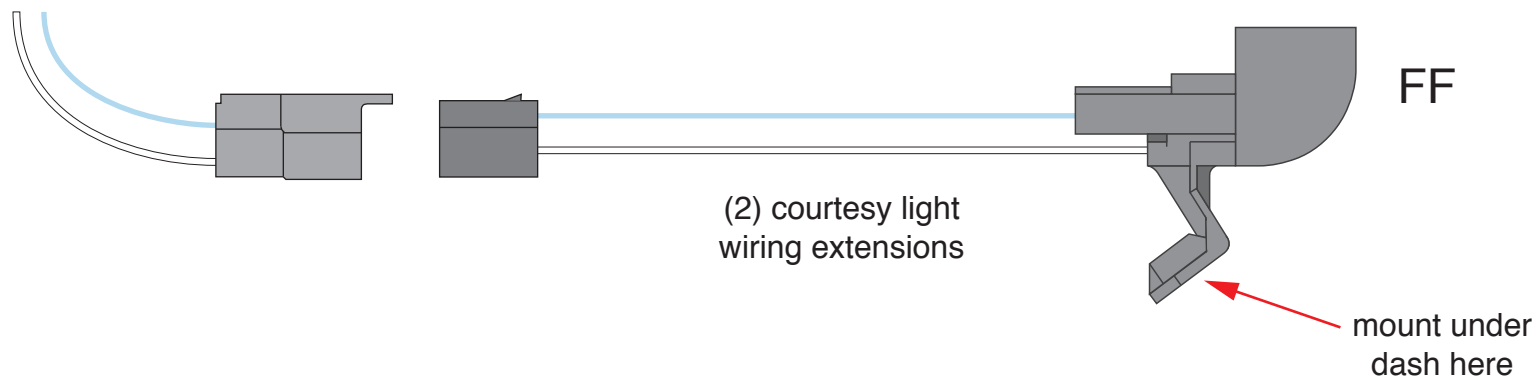 FF
(2) courtesy light
wiring extensions
mount under
dash here